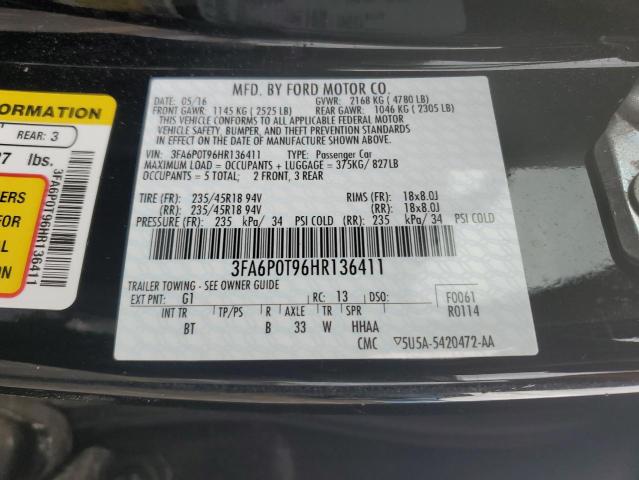 MFD. BY FORD MOTOR CO.
DATE: 05/16 GVWR: 2168 KG ( 4780 LB)
FRONT GAWR: 1145 KG ( 2525 LB) REAR GAWR: 1046 KG ( 2305 LB)
THIS VEHICLE CONFORMS TO ALL APPLICABLE FEDERAL MOTOR
VEHICLE SAFETY, BUMPER, AND THEFT PREVENTION STANDARDS
IN EFFECT ON THE DATE OF MANUFACTURE SHOWN ABOVE.
VIN: 3FA6P0T96HR136411 TYPE: Passenger Car
MAXIMUM LOAD = OCCUPANTS + LUGGAGE = 375KG/ 827LB
OCCUPANTS = 5 TOTAL: 2 FRONT, 3 REAR
TIRE (FR): 235/45R18 94V RIMS (FR): 18x8.0J
(RR): 235/45R18 94V (RR): 18x8.0J
PRESSURE (FR): 235 kPa/ 34 PSI COLD (RR): 235 kPa/ 34 PSI COLD
3FA6P0T96HR136411
TRAILER TOWING - SEE OWNER GUIDE
EXT PNT: G1 RC: 13 DSO: F0061
R0114
INT TR TP/PS R AXLE TR SPR
BT B 33 W HHAA
CMC 5U5A-5420472-AA
FORMATION
REAR: 3
lbs.
3FA6P0T96HR136411
ERS
FOR
AL
ON